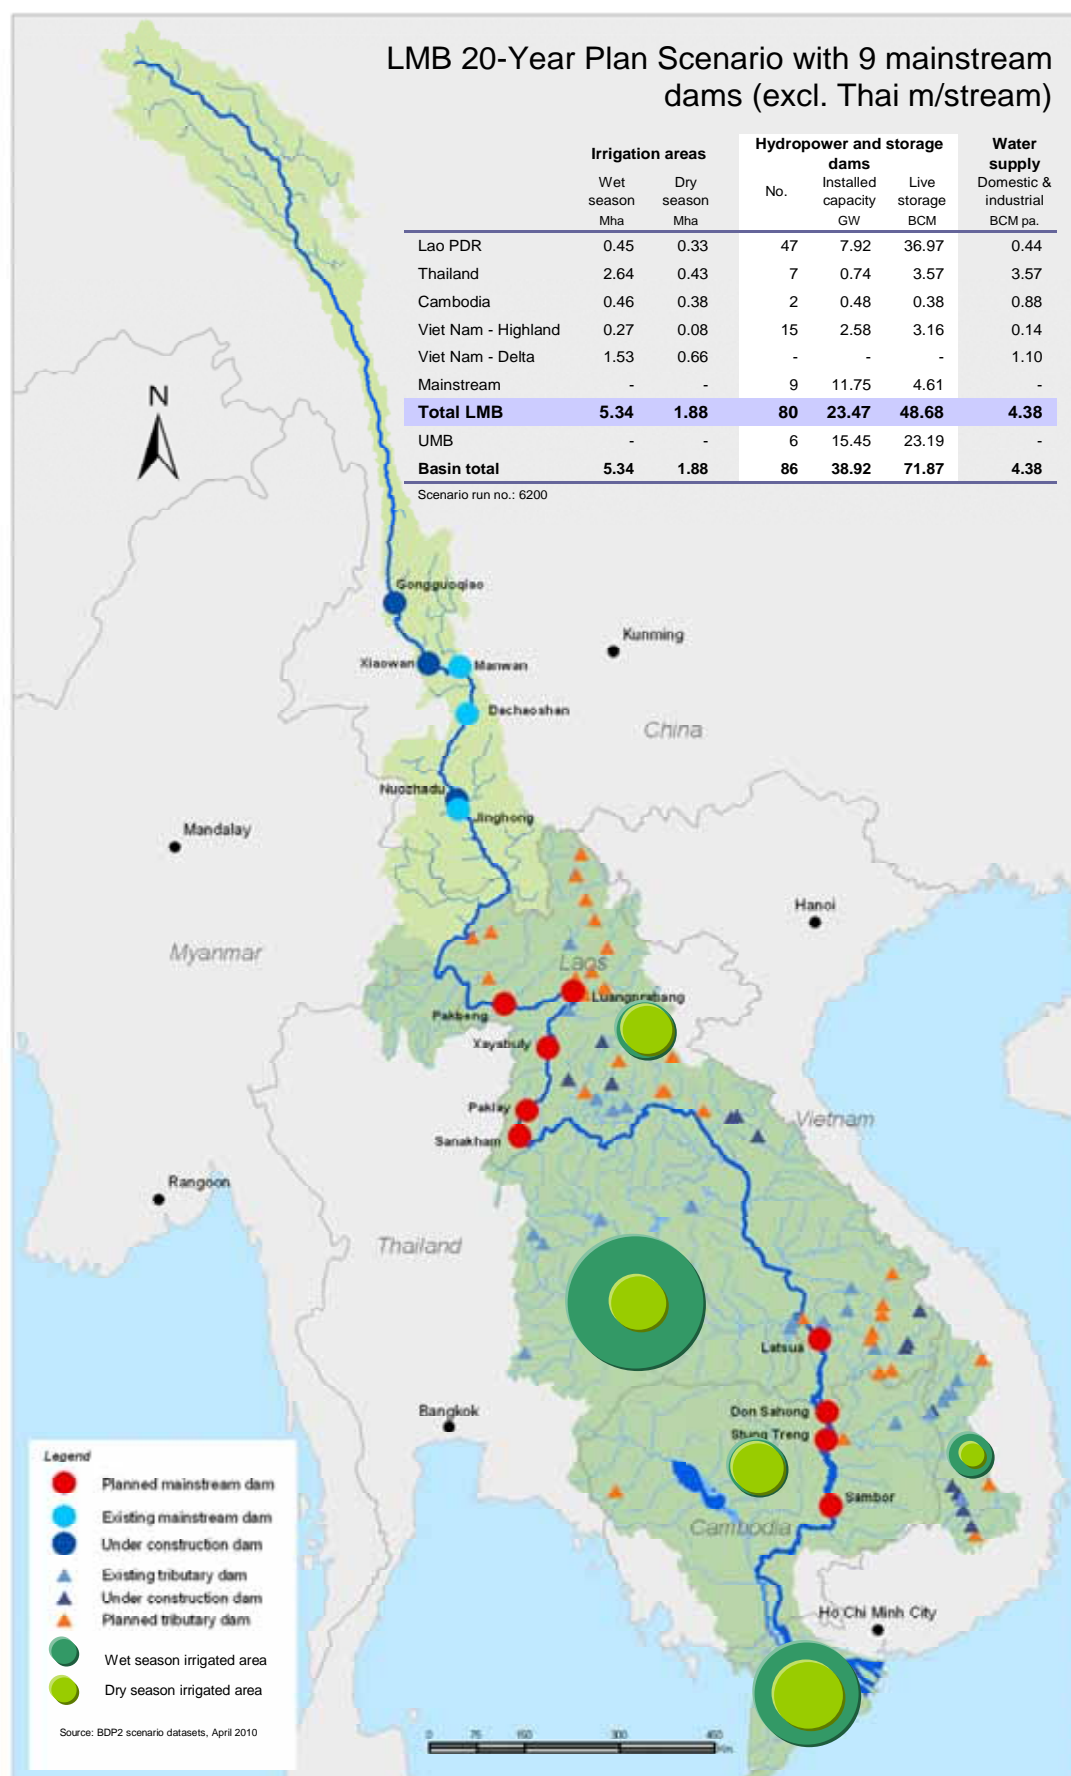 LMB 20-Year Plan Scenario with 9 mainstream
dams (excl. Thai m/stream)
Irrigation areas
Hydropower and storage
dams
Water
supply
Wet
season
Dry
season
No.
Installed
capacity
Live
storage
Domestic &
industrial
Mha Mha GW BCM BCM pa.
Lao PDR 0.45 0.33 47 7.92 36.97 0.44
Thailand 2.64 0.43 7 0.74 3.57 3.57
Cambodia 0.46 0.38 2 0.48 0.38 0.88
Viet Nam - Highland 0.27 0.08 15 2.58 3.16 0.14
Viet Nam - Delta 1.53 0.66 - - - 1.10
Mainstream - - 9 11.75 4.61 -
Total LMB 5.34 1.88 80 23.47 48.68 4.38
UMB - - 6 15.45 23.19 -
Basin total 5.34 1.88 86 38.92 71.87 4.38
Scenario run no.: 6200
N
Gongguoqiao
Kunming
Xiaowan
Manwan
Dachaoshan
China
Nuozhadu
Jinghong
Mandalay
Hanoi
Myanmar
Laos
Luangprabang
Pakbeng
Xayabuly
Paklay
Vietnam
Sanakham
Rangoon
Thailand
Latsua
Bangkok
Don Sahong
Stung Treng
Sambor
Cambodia
Ho Chi Minh City
Legend
Planned mainstream dam
Existing mainstream dam
Under construction dam
Existing tributary dam
Under construction dam
Planned tributary dam
Wet season irrigated area
Dry season irrigated area
Source: BDP2 scenario datasets, April 2010
0 75 150 300 450
Km